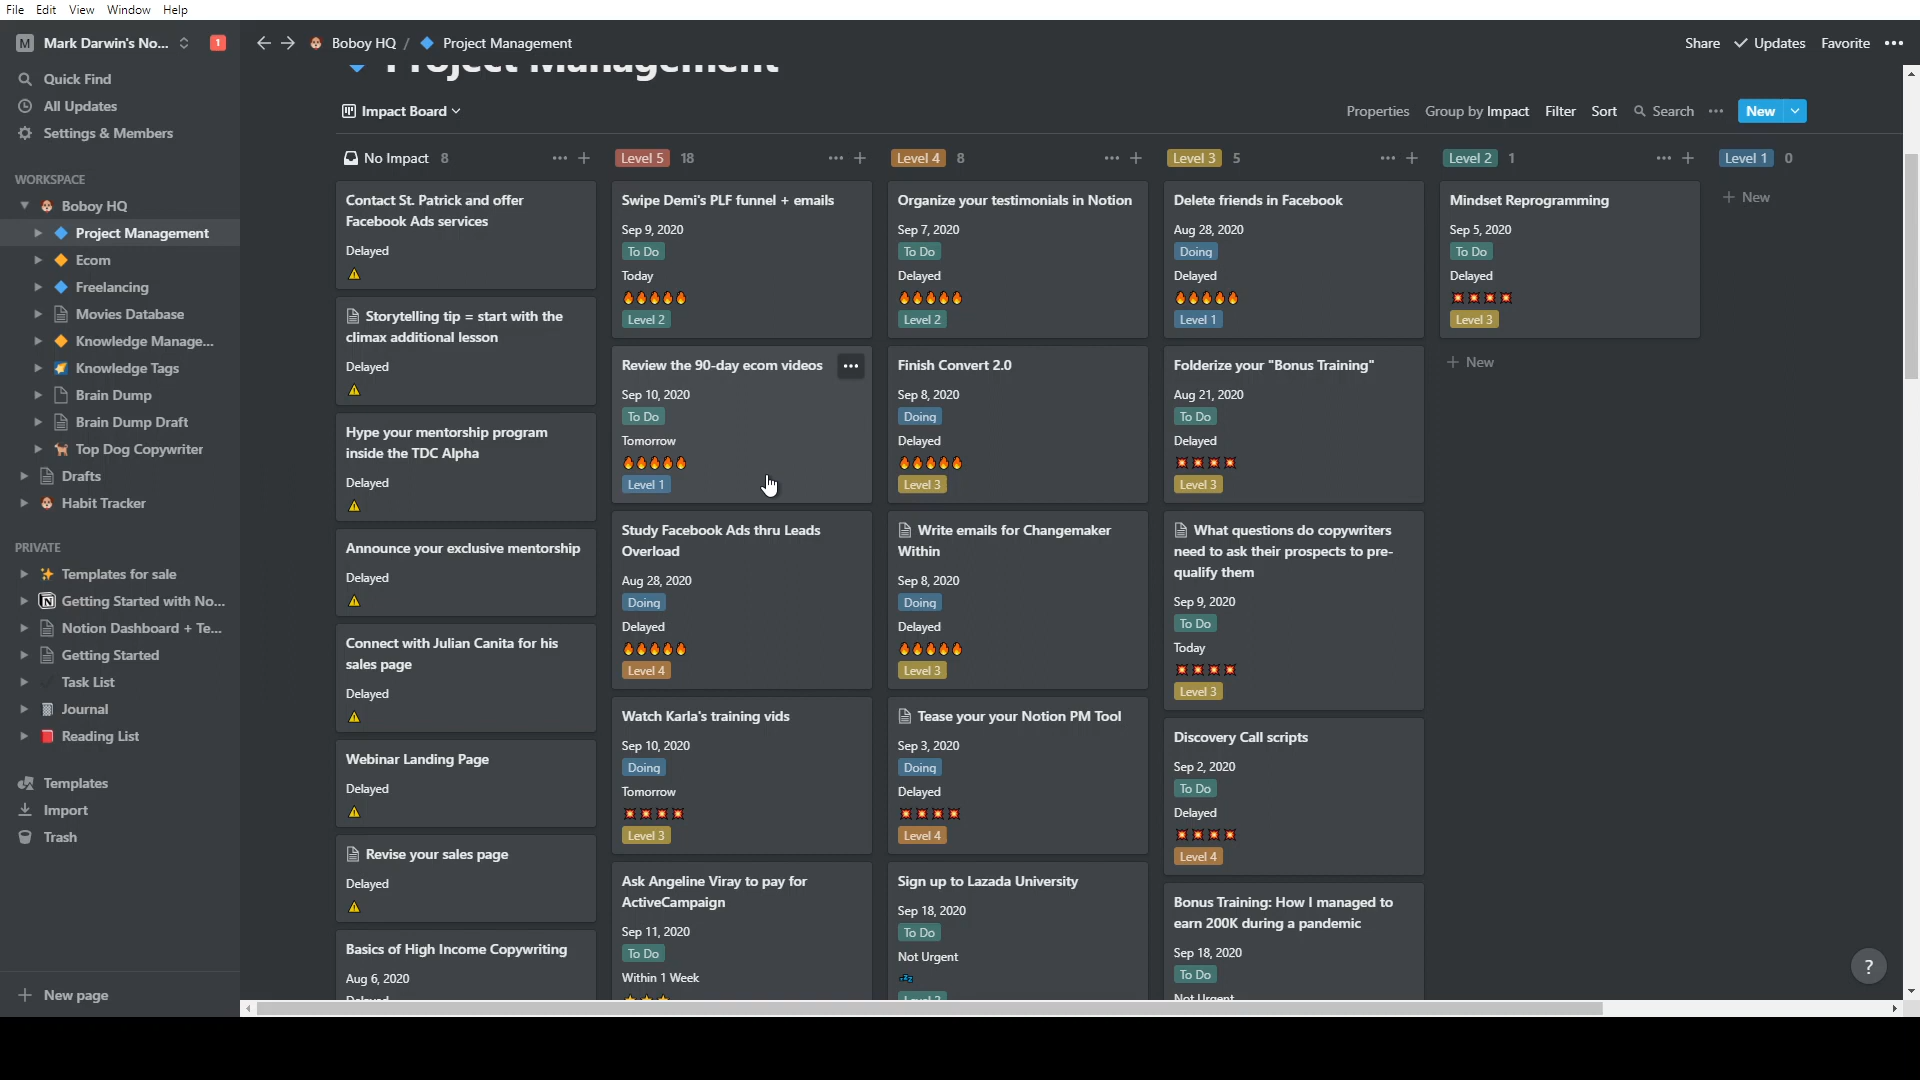 File Edit View Window Help
M Mark Darwin's No... 1
Boboy HQ / Project Management
Share Updates Favorite
Quick Find
All Updates
Settings & Members
WORKSPACE
Boboy HQ
Project Management
Ecom
Freelancing
Movies Database
Knowledge Manage...
Knowledge Tags
Brain Dump
Brain Dump Draft
Top Dog Copywriter
Drafts
Habit Tracker
PRIVATE
Templates for sale
Getting Started with No...
Notion Dashboard + Te...
Getting Started
Task List
Journal
Reading List
Templates
Import
Trash
New page
Project Management
Impact Board
Properties Group by Impact Filter Sort Search New
No Impact 8
Contact St. Patrick and offer
Facebook Ads services
Delayed
Storytelling tip = start with the
climax additional lesson
Delayed
Hype your mentorship program
inside the TDC Alpha
Delayed
Announce your exclusive mentorship
Delayed
Connect with Julian Canita for his
sales page
Delayed
Webinar Landing Page
Delayed
Revise your sales page
Delayed
Basics of High Income Copywriting
Aug 6, 2020
Delayed
Level 5 18
Swipe Demi's PLF funnel + emails
Sep 9, 2020
To Do
Today
Level 2
Review the 90-day ecom videos
Sep 10, 2020
To Do
Tomorrow
Level 1
Study Facebook Ads thru Leads
Overload
Aug 28, 2020
Doing
Delayed
Level 4
Watch Karla's training vids
Sep 10, 2020
Doing
Tomorrow
Level 3
Ask Angeline Viray to pay for
ActiveCampaign
Sep 11, 2020
To Do
Within 1 Week
Level 4 8
Organize your testimonials in Notion
Sep 7, 2020
To Do
Delayed
Level 2
Finish Convert 2.0
Sep 8, 2020
Doing
Delayed
Level 3
Write emails for Changemaker
Within
Sep 8, 2020
Doing
Delayed
Level 3
Tease your your Notion PM Tool
Sep 3, 2020
Doing
Delayed
Level 4
Sign up to Lazada University
Sep 18, 2020
To Do
Not Urgent
Level 3 5
Delete friends in Facebook
Aug 28, 2020
Doing
Delayed
Level 1
Folderize your "Bonus Training"
Aug 21, 2020
To Do
Delayed
Level 3
What questions do copywriters
need to ask their prospects to pre-
qualify them
Sep 9, 2020
To Do
Today
Level 3
Discovery Call scripts
Sep 2, 2020
To Do
Delayed
Level 4
Bonus Training: How I managed to
earn 200K during a pandemic
Sep 18, 2020
To Do
Not Urgent
Level 2 1
Mindset Reprogramming
Sep 5, 2020
To Do
Delayed
Level 3
+ New
Level 1 0
+ New
?